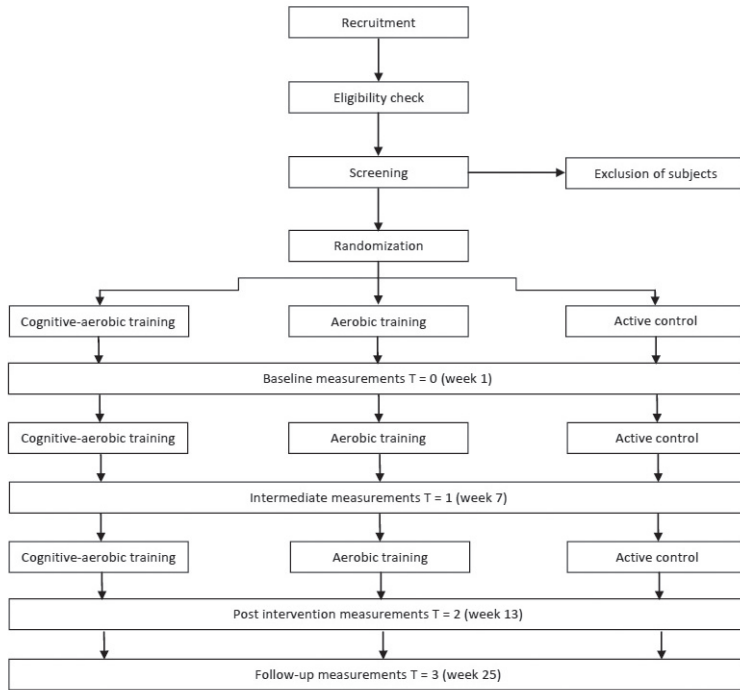 Recruitment
Eligibility check
Screening
Exclusion of subjects
Randomization
Cognitive-aerobic training
Aerobic training
Active control
Baseline measurements T = 0 (week 1)
Cognitive-aerobic training
Aerobic training
Active control
Intermediate measurements T = 1 (week 7)
Cognitive-aerobic training
Aerobic training
Active control
Post intervention measurements T = 2 (week 13)
Follow-up measurements T = 3 (week 25)